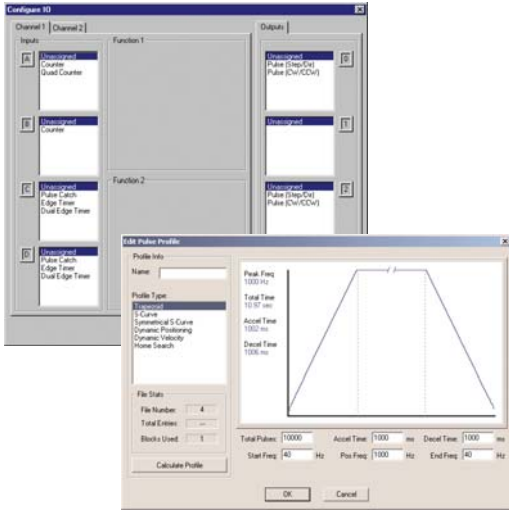 Configure IO
Channel 1 Channel 2
Outputs
Inputs
Function 1
A
Unassigned
Counter
Quad Counter
Unassigned
Pulse (Step/Dir)
Pulse (CW/CCW)
0
B
Unassigned
Counter
Unassigned
1
Function 2
C
Unassigned
Pulse Catch
Edge Timer
Dual Edge Timer
Unassigned
Pulse (Step/Dir)
Pulse (CW/CCW)
2
D
Unassigned
Pulse Catch
Edge Timer
Dual Edge Timer
Edit Pulse Profile
Profile Info
Name:
Profile Type:
Trapezoid
S-Curve
Symmetrical S-Curve
Dynamic Positioning
Dynamic Velocity
Home Search
Peak Freq
1000 Hz
Total Time
10.97 sec
Accel Time
1002 ms
Decel Time
1006 ms
File Stats
File Number: 4
Total Entries: ---
Blocks Used: 1
Calculate Profile
Total Pulses: 10000 Accel Time: 1000 ms Decel Time: 1000 ms
Start Freq: 40 Hz Pos Freq: 1000 Hz End Freq: 40 Hz
OK Cancel